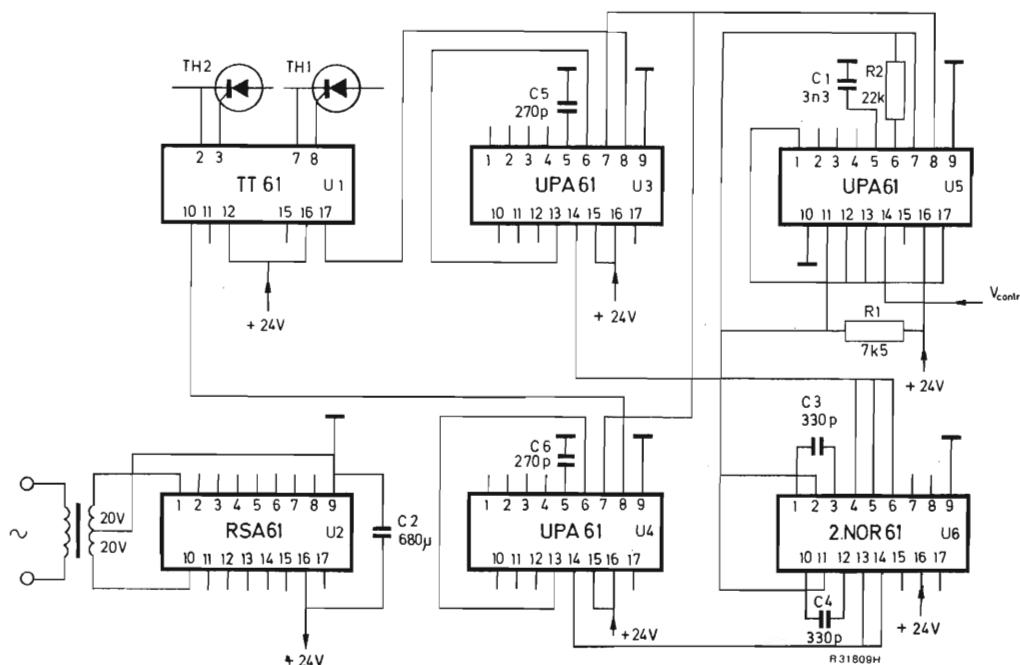 TH2 TH1
C5
270p
C1
3n3
R2
22k
2 3 7 8
TT 61 U1
10 11 12 15 16 17
+ 24V
1 2 3 4 5 6 7 8 9
UPA61 U3
10 11 12 13 14 15 16 17
+ 24V
1 2 3 4 5 6 7 8 9
UPA61 U5
10 11 12 13 14 15 16 17
Vcontr
R1
7k5
+ 24V
20V
20V
~
1 2 3 4 5 6 7 8 9
RSA61 U2
10 11 12 13 14 15 16 17
C2
680µ
+ 24V
C6
270p
1 2 3 4 5 6 7 8 9
UPA 61 U4
10 11 12 13 14 15 16 17
+24V
C3
330p
1 2 3 4 5 6 7 8 9
2.NOR 61 U6
10 11 12 13 14 15 16 17
C4
330p
+ 24V
R31809H